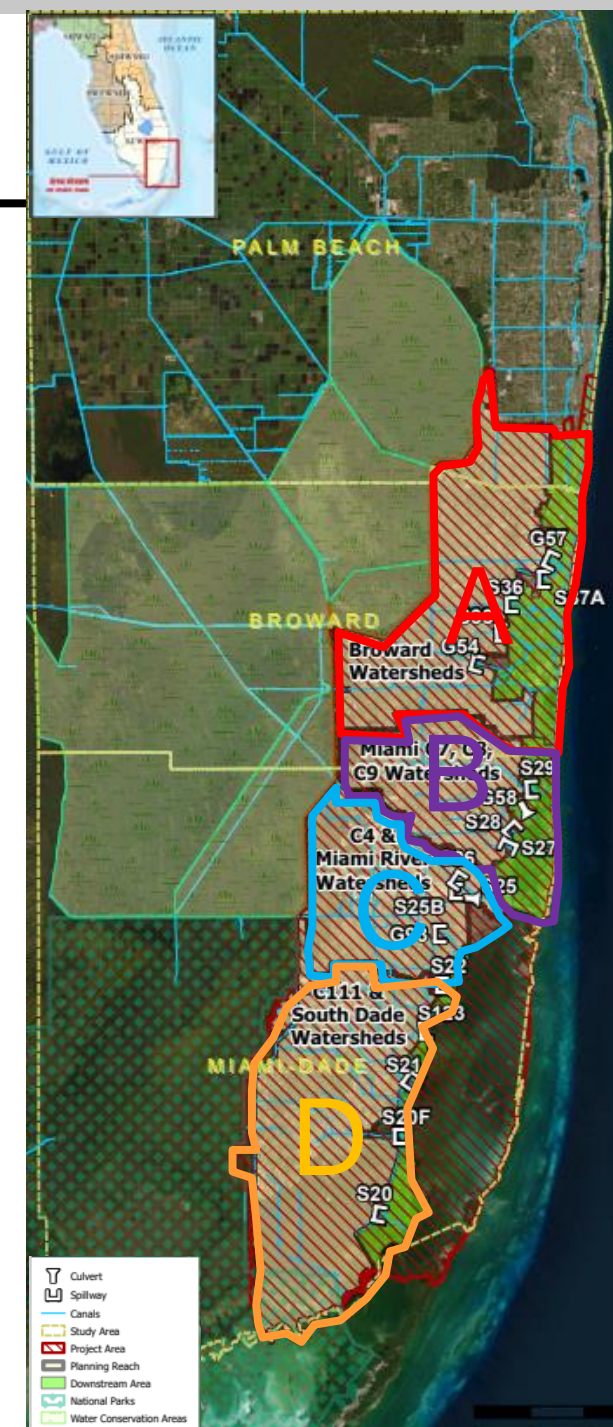 ATLANTIC
OCEAN
GULF OF
MEXICO
PALM BEACH
G57
S36
S37A
A
BROWARD
Broward
Watersheds
G54
Miami C7, C8,
C9 Watersheds
B
S29
G58
S28
S27
C4 &
Miami River
Watersheds
C
S25B
G93
S22
C111 &
South Dade
Watersheds
S123
MIAMI-DADE
S21
D
S20F
S20
Culvert
Spillway
Canals
Study Area
Project Area
Planning Reach
Downstream Area
National Parks
Water Conservation Areas